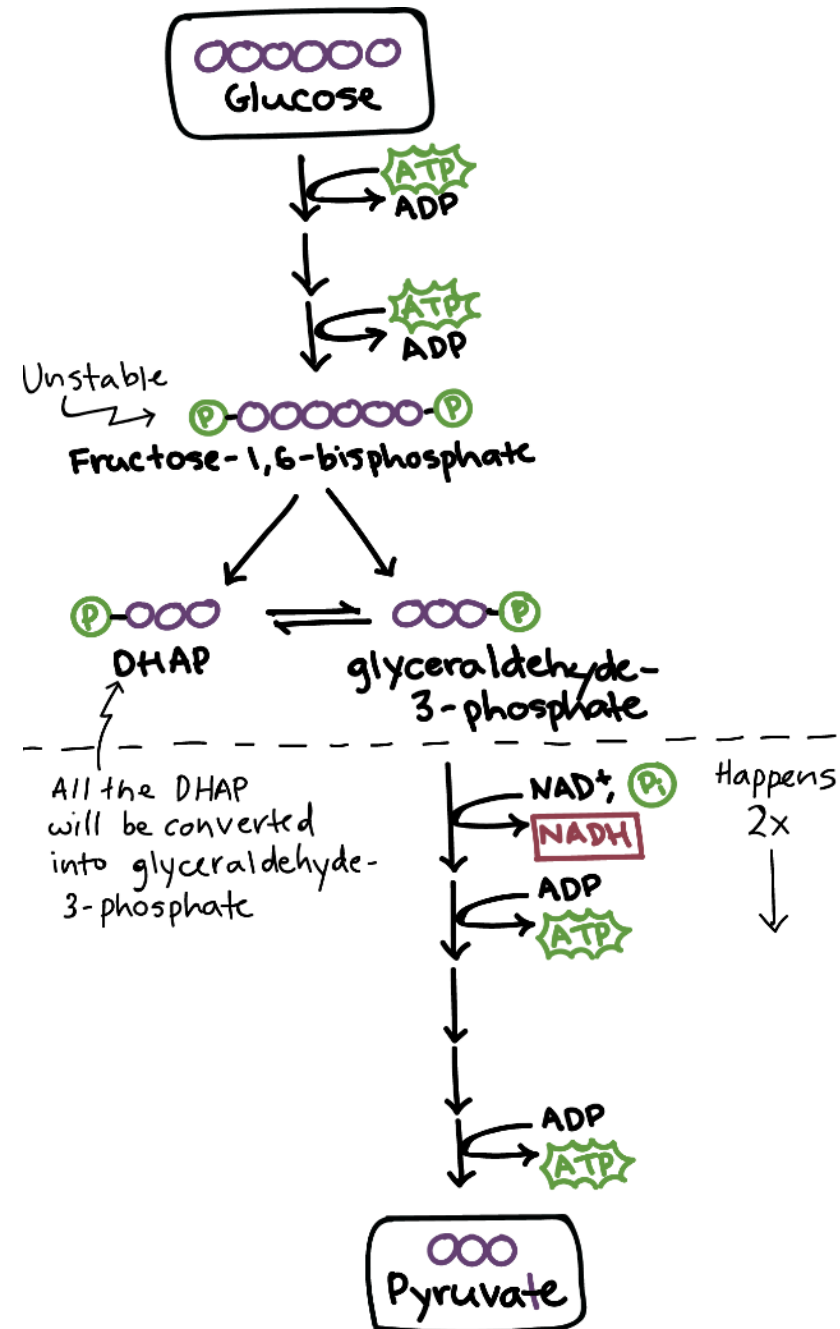 Glucose
ATP
ADP
ATP
ADP
Unstable
P P
Fructose-1,6-bisphosphate
P P
DHAP
glyceraldehyde-
3-phosphate
All the DHAP
will be converted
into glyceraldehyde-
3-phosphate
NAD+, Pi
NADH
Happens
2x
ADP
ATP
ADP
ATP
Pyruvate